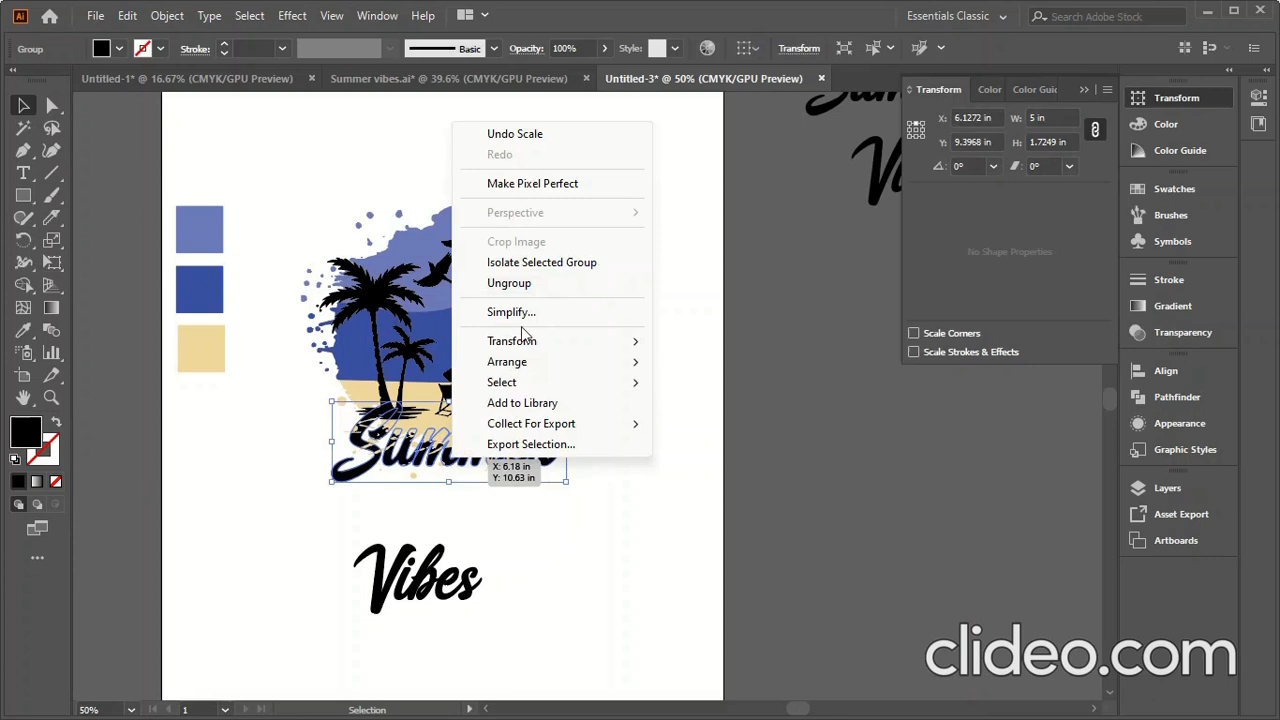 Ai File Edit Object Type Select Effect View Window Help Essentials Classic Search Adobe Stock
Group Stroke: Basic Opacity: 100% Style: Transform
Untitled-1* @ 16.67% (CMYK/GPU Preview) Summer vibes.ai* @ 39.6% (CMYK/GPU Preview) Untitled-3* @ 50% (CMYK/GPU Preview)
Transform Color Color Guic
X: 6.1272 in W: 5 in
Y: 9.3968 in H: 1.7249 in
0° 0°
No Shape Properties
Scale Corners
Scale Strokes & Effects
Transform
Color
Color Guide
Swatches
Brushes
Symbols
Stroke
Gradient
Transparency
Align
Pathfinder
Appearance
Graphic Styles
Layers
Asset Export
Artboards
Undo Scale
Redo
Make Pixel Perfect
Perspective
Crop Image
Isolate Selected Group
Ungroup
Simplify...
Transform
Arrange
Select
Add to Library
Collect For Export
Export Selection...
X: 6.18 in
Y: 10.63 in
Summer
Vibes
clideo.com
50% 1 Selection